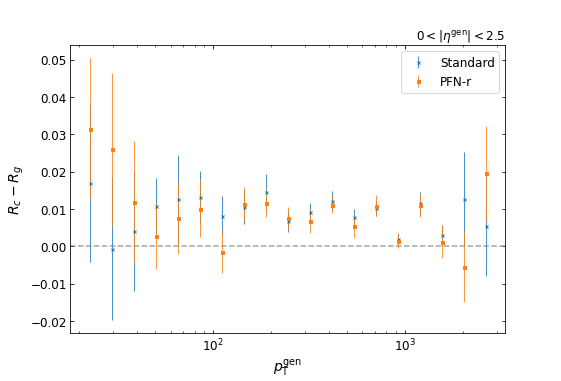 0 < |η^gen| < 2.5
Standard
PFN-r
0.05
0.04
0.03
0.02
0.01
0.00
−0.01
−0.02
R_c − R_g
10^2
10^3
p_T^gen